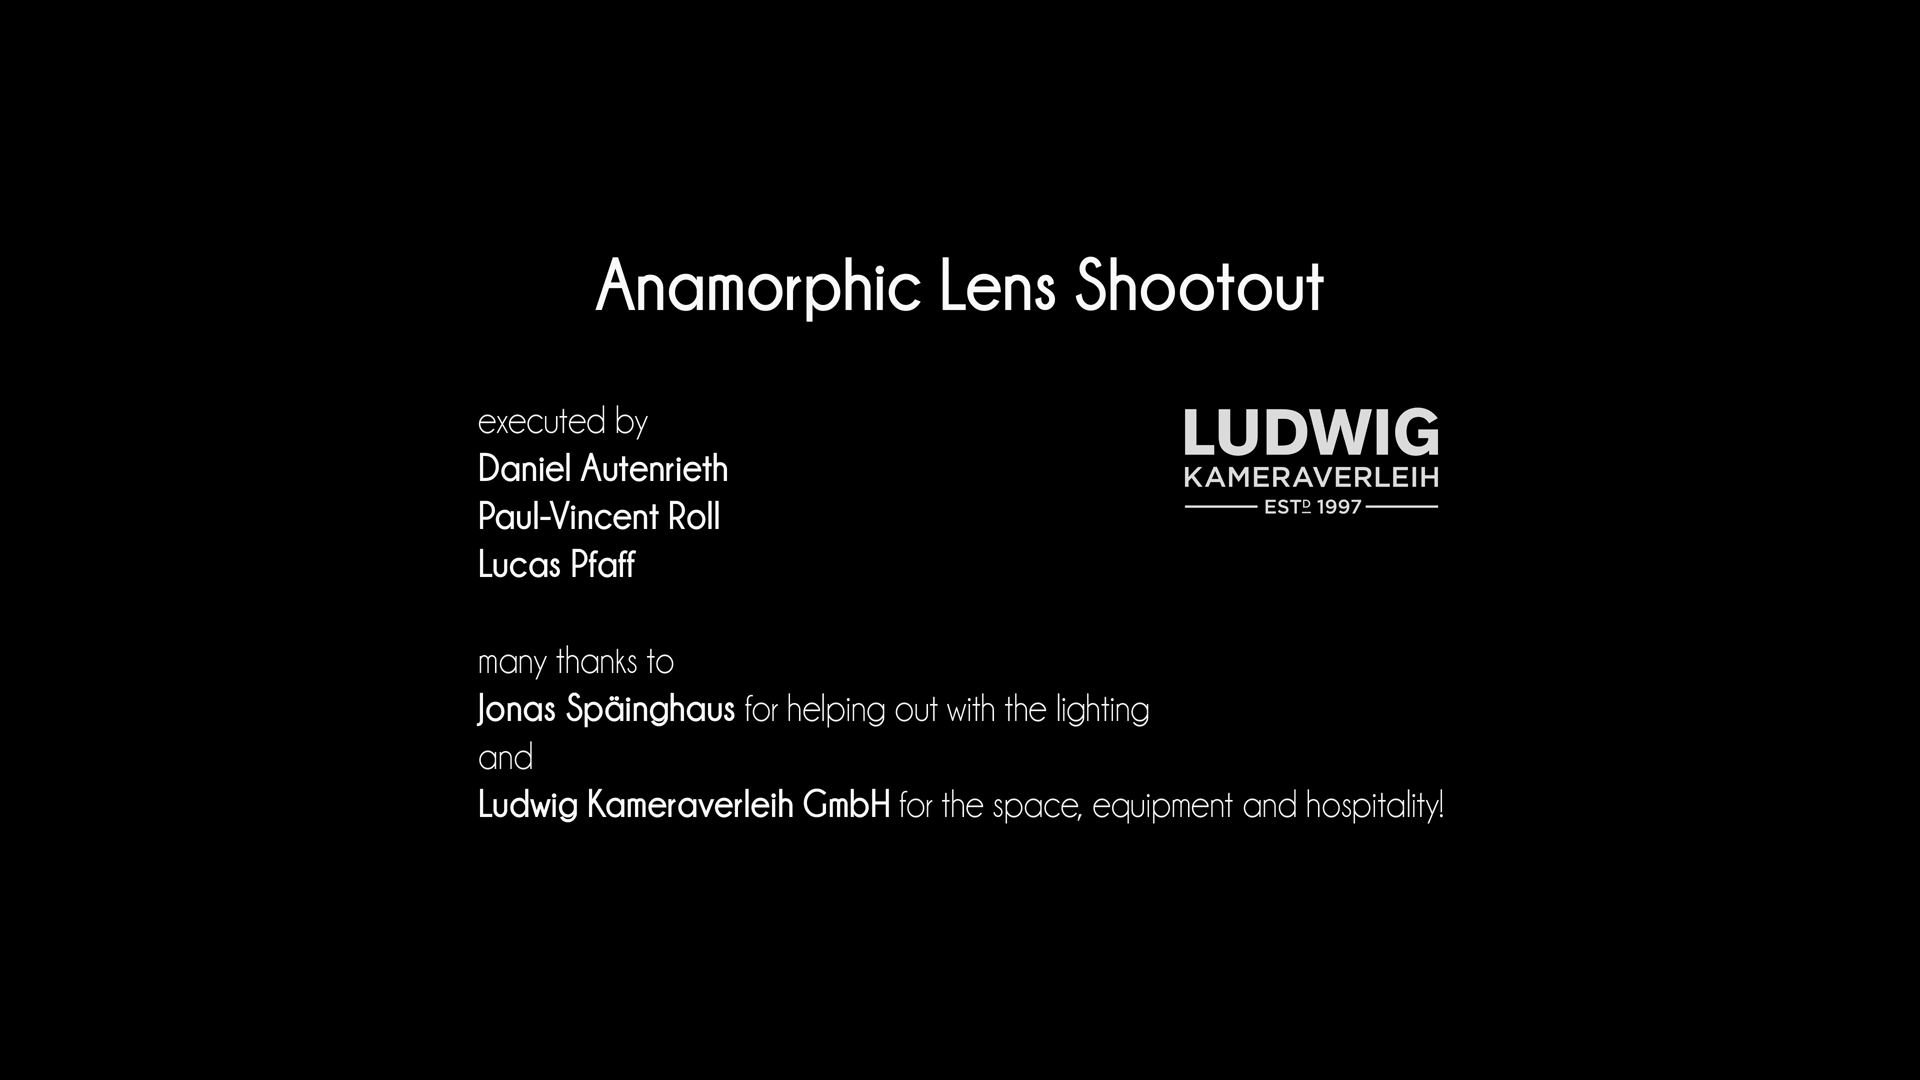 Anamorphic Lens Shootout
executed by
Daniel Autenrieth
Paul-Vincent Roll
Lucas Pfaff
LUDWIG
KAMERAVERLEIH
ESTD 1997
many thanks to
Jonas Späinghaus for helping out with the lighting
and
Ludwig Kameraverleih GmbH for the space, equipment and hospitality!